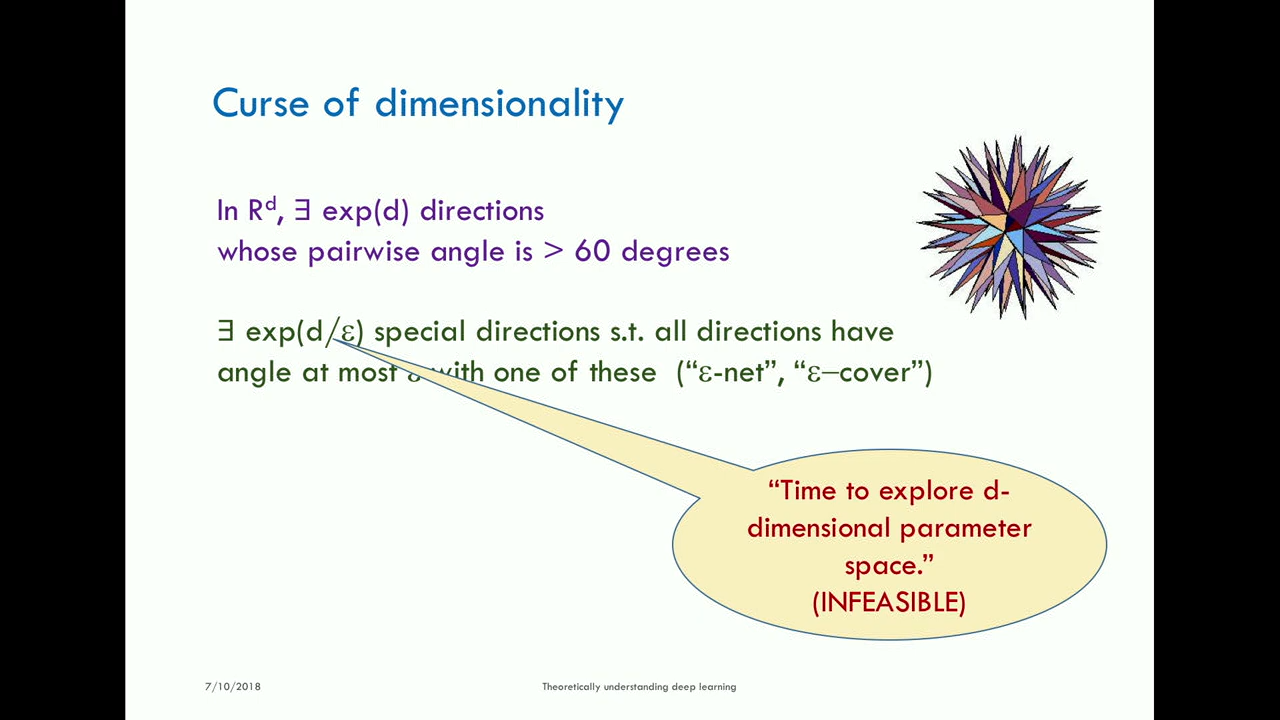 Curse of dimensionality
In Rᵈ, ∃ exp(d) directions
whose pairwise angle is > 60 degrees
∃ exp(d/ε) special directions s.t. all directions have
angle at most ε with one of these (“ε-net”, “ε–cover”)
“Time to explore d-
dimensional parameter
space.”
(INFEASIBLE)
7/10/2018
Theoretically understanding deep learning